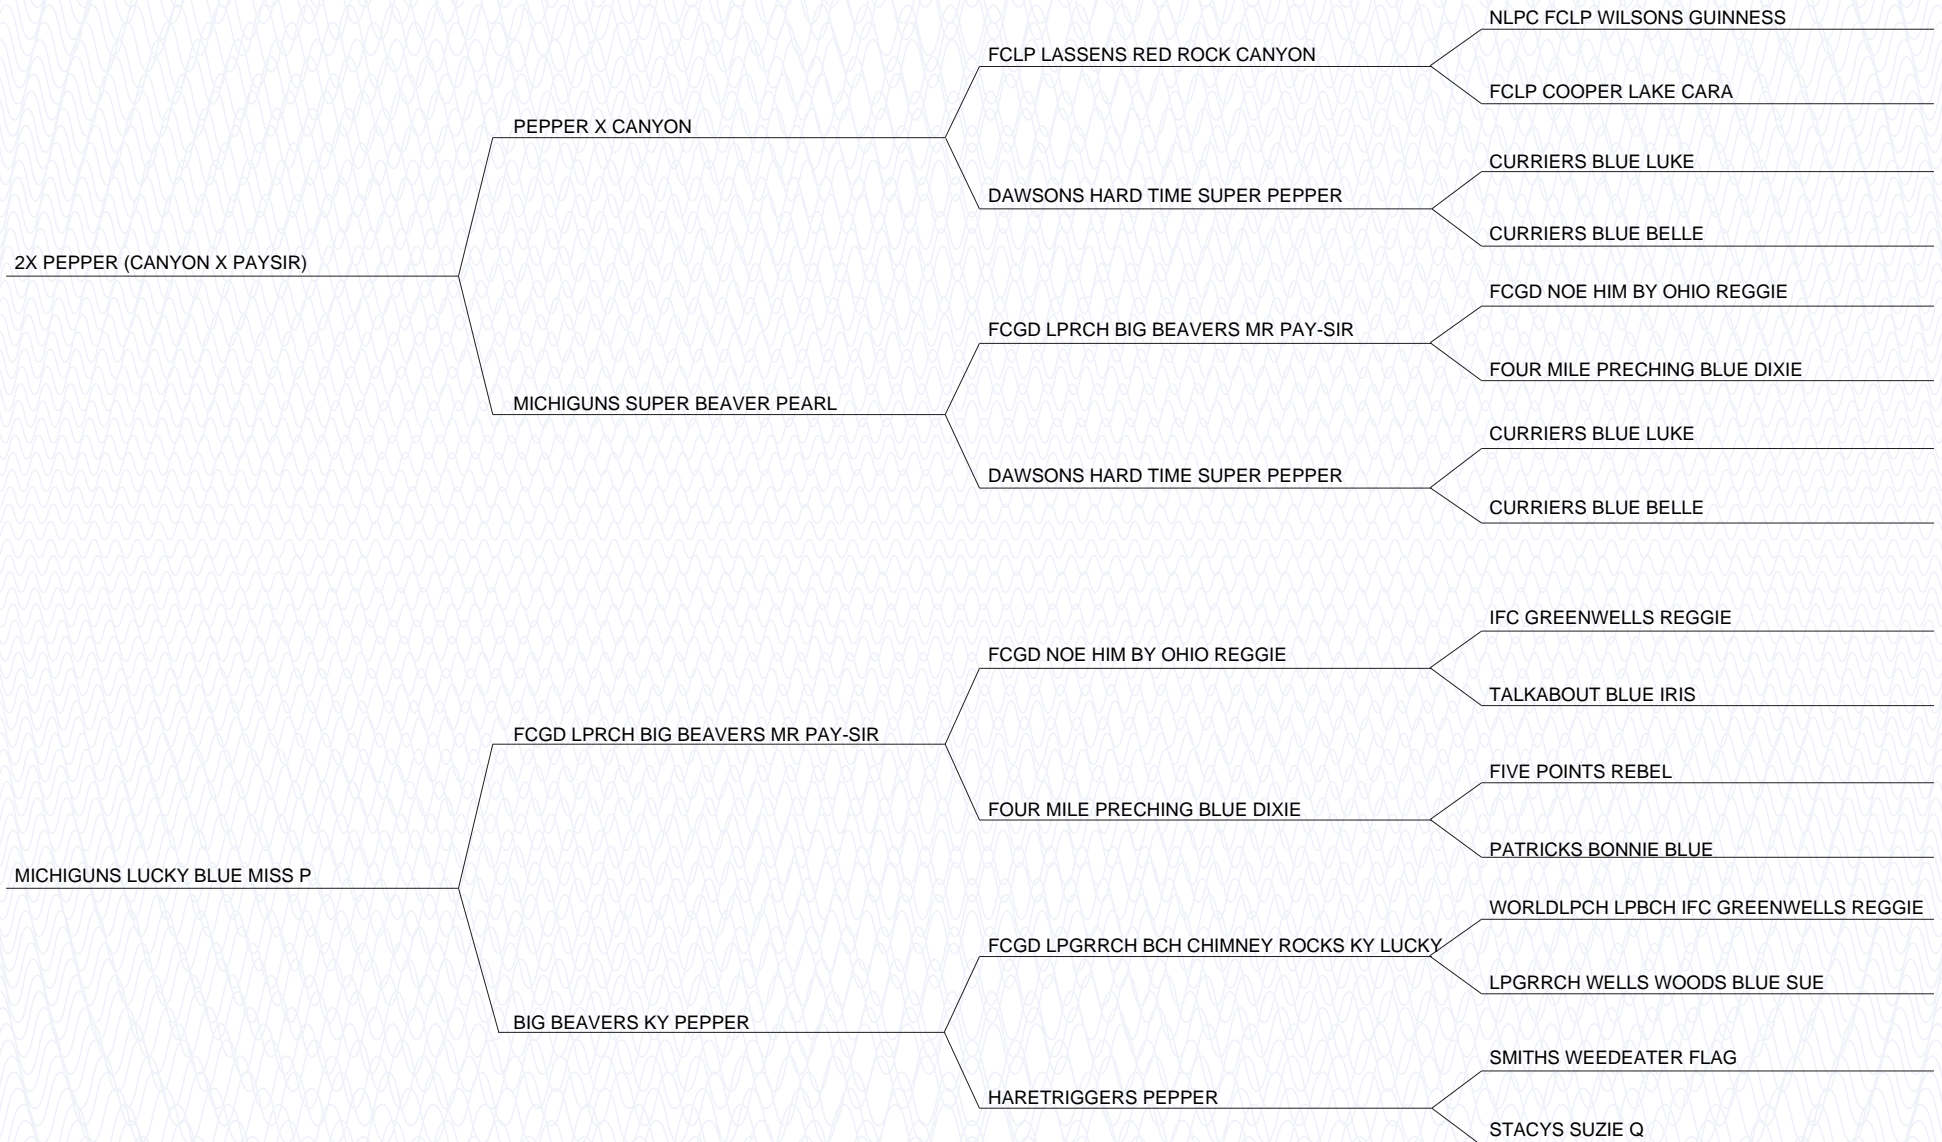 NLPC FCLP WILSONS GUINNESS
FCLP LASSENS RED ROCK CANYON
FCLP COOPER LAKE CARA
PEPPER X CANYON
CURRIERS BLUE LUKE
DAWSONS HARD TIME SUPER PEPPER
CURRIERS BLUE BELLE
2X PEPPER (CANYON X PAYSIR)
FCGD NOE HIM BY OHIO REGGIE
FCGD LPRCH BIG BEAVERS MR PAY-SIR
FOUR MILE PRECHING BLUE DIXIE
MICHIGUNS SUPER BEAVER PEARL
CURRIERS BLUE LUKE
DAWSONS HARD TIME SUPER PEPPER
CURRIERS BLUE BELLE
IFC GREENWELLS REGGIE
FCGD NOE HIM BY OHIO REGGIE
TALKABOUT BLUE IRIS
FCGD LPRCH BIG BEAVERS MR PAY-SIR
FIVE POINTS REBEL
FOUR MILE PRECHING BLUE DIXIE
PATRICKS BONNIE BLUE
MICHIGUNS LUCKY BLUE MISS P
WORLDLPCH LPBCH IFC GREENWELLS REGGIE
FCGD LPGRRCH BCH CHIMNEY ROCKS KY LUCKY
LPGRRCH WELLS WOODS BLUE SUE
BIG BEAVERS KY PEPPER
SMITHS WEEDEATER FLAG
HARETRIGGERS PEPPER
STACYS SUZIE Q